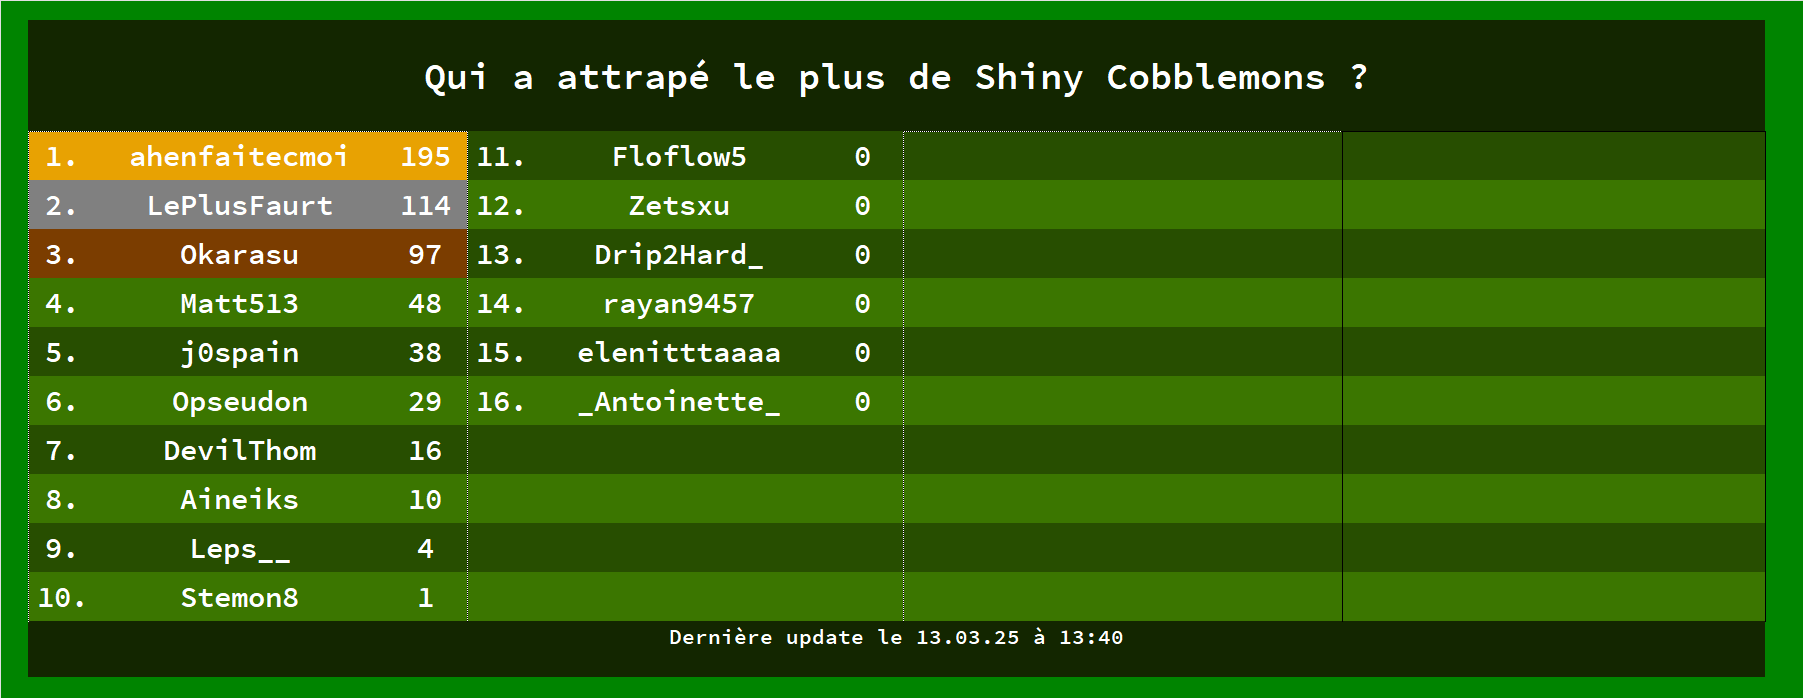 Qui a attrapé le plus de Shiny Cobblemons ?
1. ahenfaitecmoi 195
2. LePlusFaurt 114
3. Okarasu 97
4. Matt513 48
5. j0spain 38
6. Opseudon 29
7. DevilThom 16
8. Aineiks 10
9. Leps__ 4
10. Stemon8 1
11. Floflow5 0
12. Zetsxu 0
13. Drip2Hard_ 0
14. rayan9457 0
15. elenitttaaaa 0
16. _Antoinette_ 0
Dernière update le 13.03.25 à 13:40